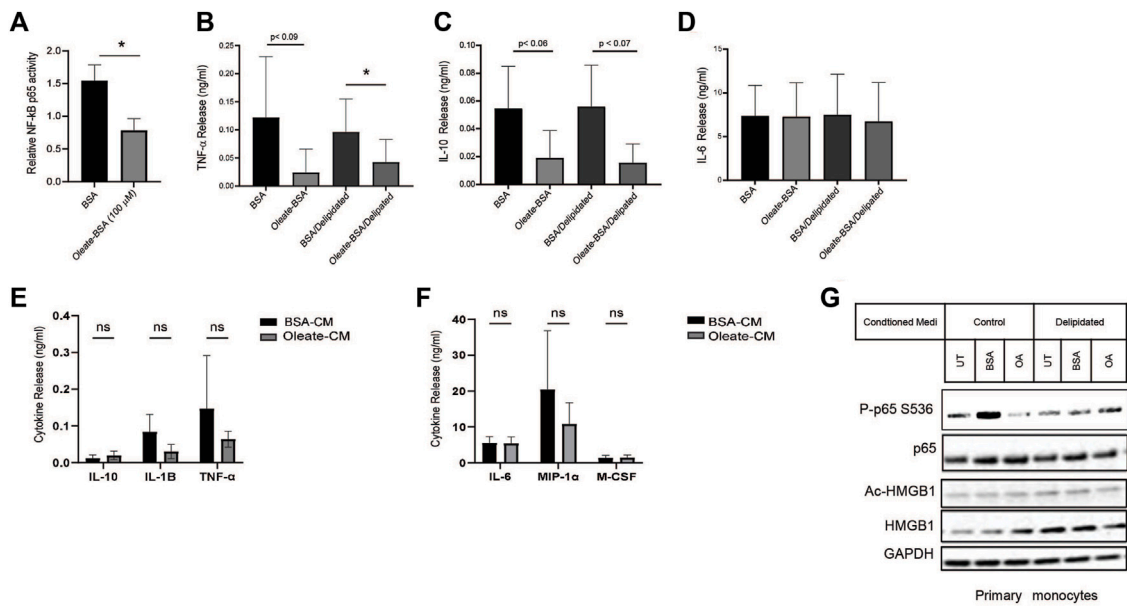 A
*
Relative NF-kB p65 activity
2.0
1.5
1.0
0.5
0.0
BSA
Oleate-BSA (100 µM)
B
p< 0.09
*
TNF-α Release (ng/ml)
0.25
0.20
0.15
0.10
0.05
0.00
BSA
Oleate-BSA
BSA/Delipidated
Oleate-BSA/Delipated
C
p< 0.06
p< 0.07
IL-10 Release (ng/ml)
0.10
0.08
0.06
0.04
0.02
0.00
BSA
Oleate-BSA
BSA/Delipidated
Oleate-BSA/Delipated
D
IL-6 Release (ng/ml)
20
15
10
5
0
BSA
Oleate-BSA
BSA/Delipidated
Oleate-BSA/Delipated
E
ns
ns
ns
BSA-CM
Oleate-CM
Cytokine Release (ng/ml)
0.4
0.3
0.2
0.1
0.0
IL-10
IL-1B
TNF-α
F
ns
ns
ns
BSA-CM
Oleate-CM
Cytokine Release (ng/ml)
60
40
20
0
IL-6
MIP-1α
M-CSF
G
Condtioned Medi
Control
Delipidated
UT
BSA
OA
UT
BSA
OA
P-p65 S536
p65
Ac-HMGB1
HMGB1
GAPDH
Primary monocytes